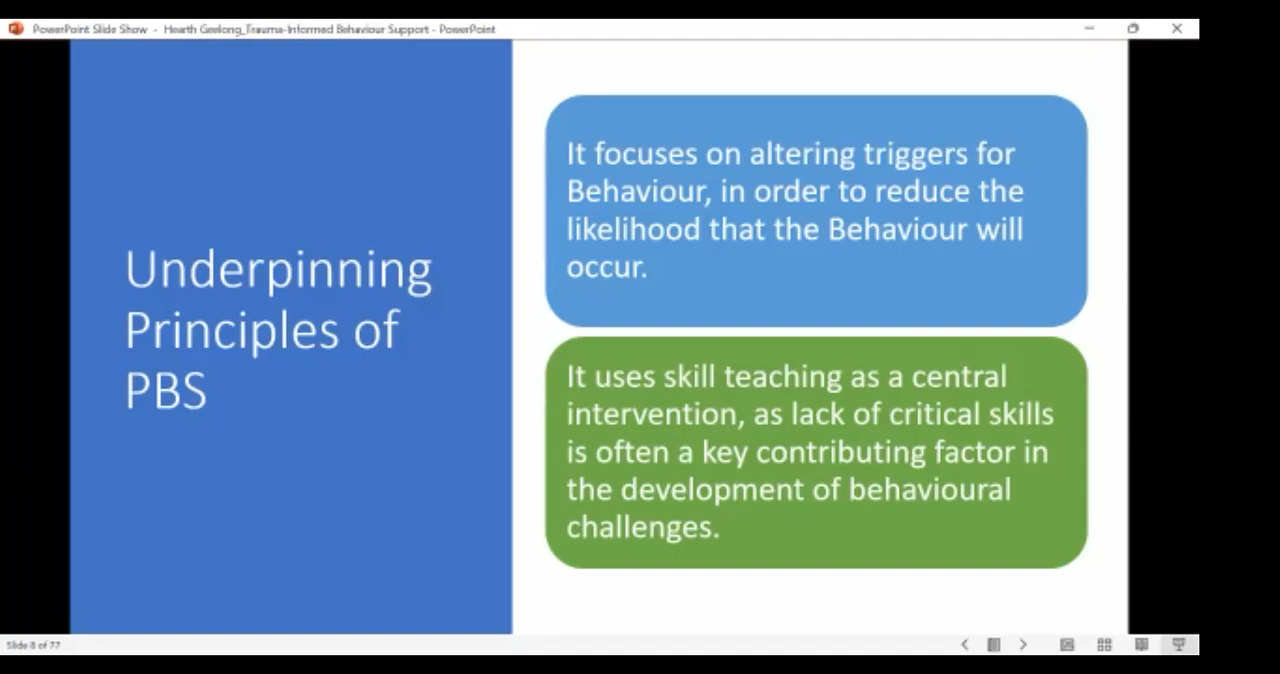 PowerPoint Slide Show - Hearth Geelong_Trauma-Informed Behaviour Support - PowerPoint
Underpinning
Principles of
PBS
It focuses on altering triggers for
Behaviour, in order to reduce the
likelihood that the Behaviour will
occur.
It uses skill teaching as a central
intervention, as lack of critical skills
is often a key contributing factor in
the development of behavioural
challenges.
Slide 8 of 77